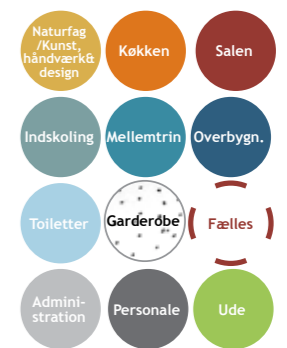 Naturfag
/Kunst,
håndværk&
design
Køkken
Salen
Indskoling
Mellemtrin
Overbygn.
Toiletter
Garderobe
Fælles
Admini-
stration
Personale
Ude